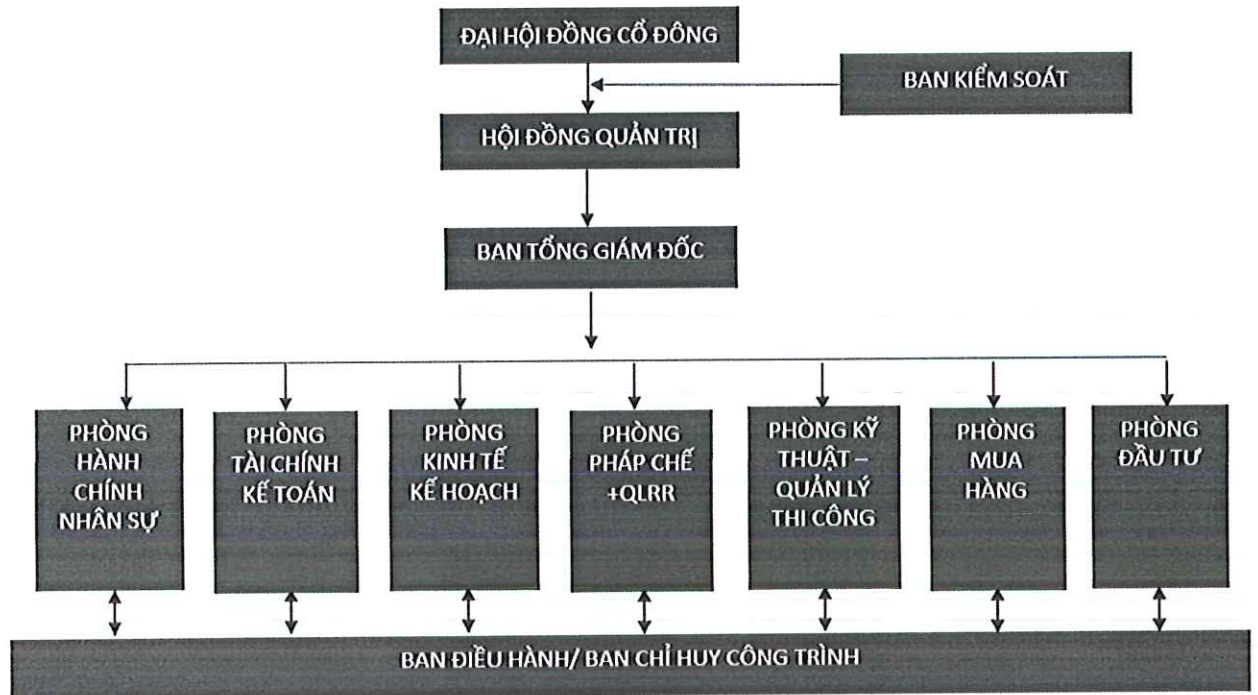 ĐẠI HỘI ĐỒNG CỔ ĐÔNG
BAN KIỂM SOÁT
HỘI ĐỒNG QUẢN TRỊ
BAN TỔNG GIÁM ĐỐC
PHÒNG
HÀNH
CHÍNH
NHÂN SỰ
PHÒNG
TÀI CHÍNH
KẾ TOÁN
PHÒNG
KINH TẾ
KẾ HOẠCH
PHÒNG
PHÁP CHẾ
+QLRR
PHÒNG KỸ
THUẬT –
QUẢN LÝ
THI CÔNG
PHÒNG
MUA
HÀNG
PHÒNG
ĐẦU TƯ
BAN ĐIỀU HÀNH/ BAN CHỈ HUY CÔNG TRÌNH